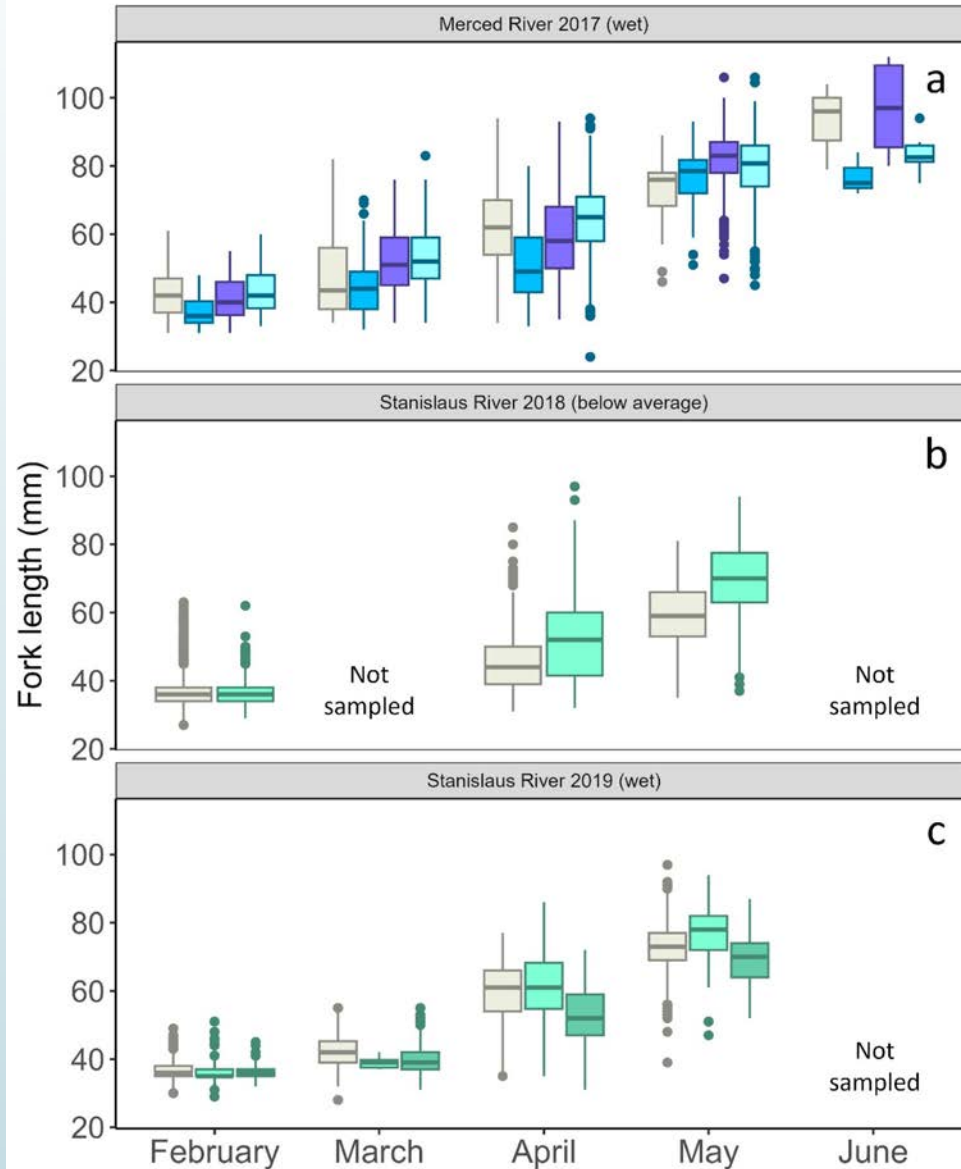 Merced River 2017 (wet)
a
100
80
60
40
20
Stanislaus River 2018 (below average)
b
100
80
60
40
20
Not
sampled
Not
sampled
Fork length (mm)
Stanislaus River 2019 (wet)
c
100
80
60
40
20
Not
sampled
February March April May June